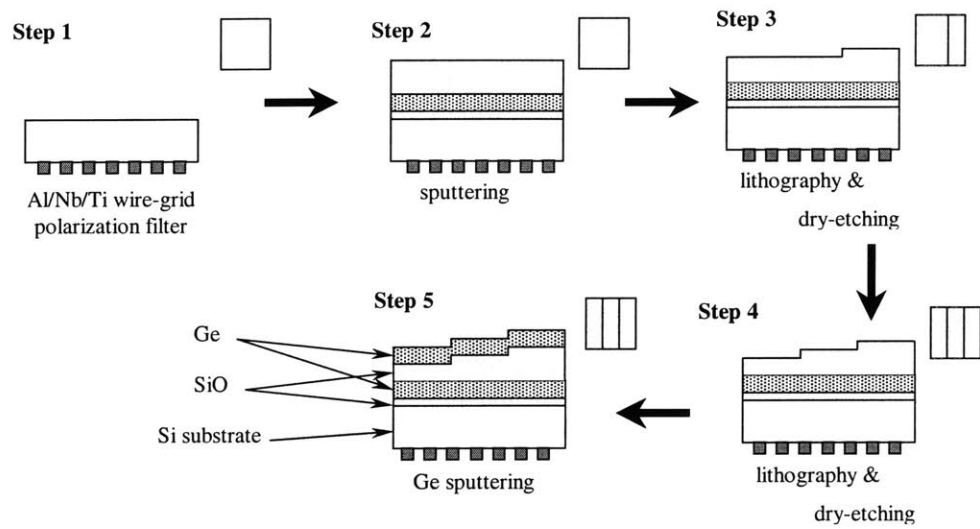 Step 1
Al/Nb/Ti wire-grid
polarization filter
Step 2
sputtering
Step 3
lithography &
dry-etching
Step 4
lithography &
dry-etching
Step 5
Ge
SiO
Si substrate
Ge sputtering